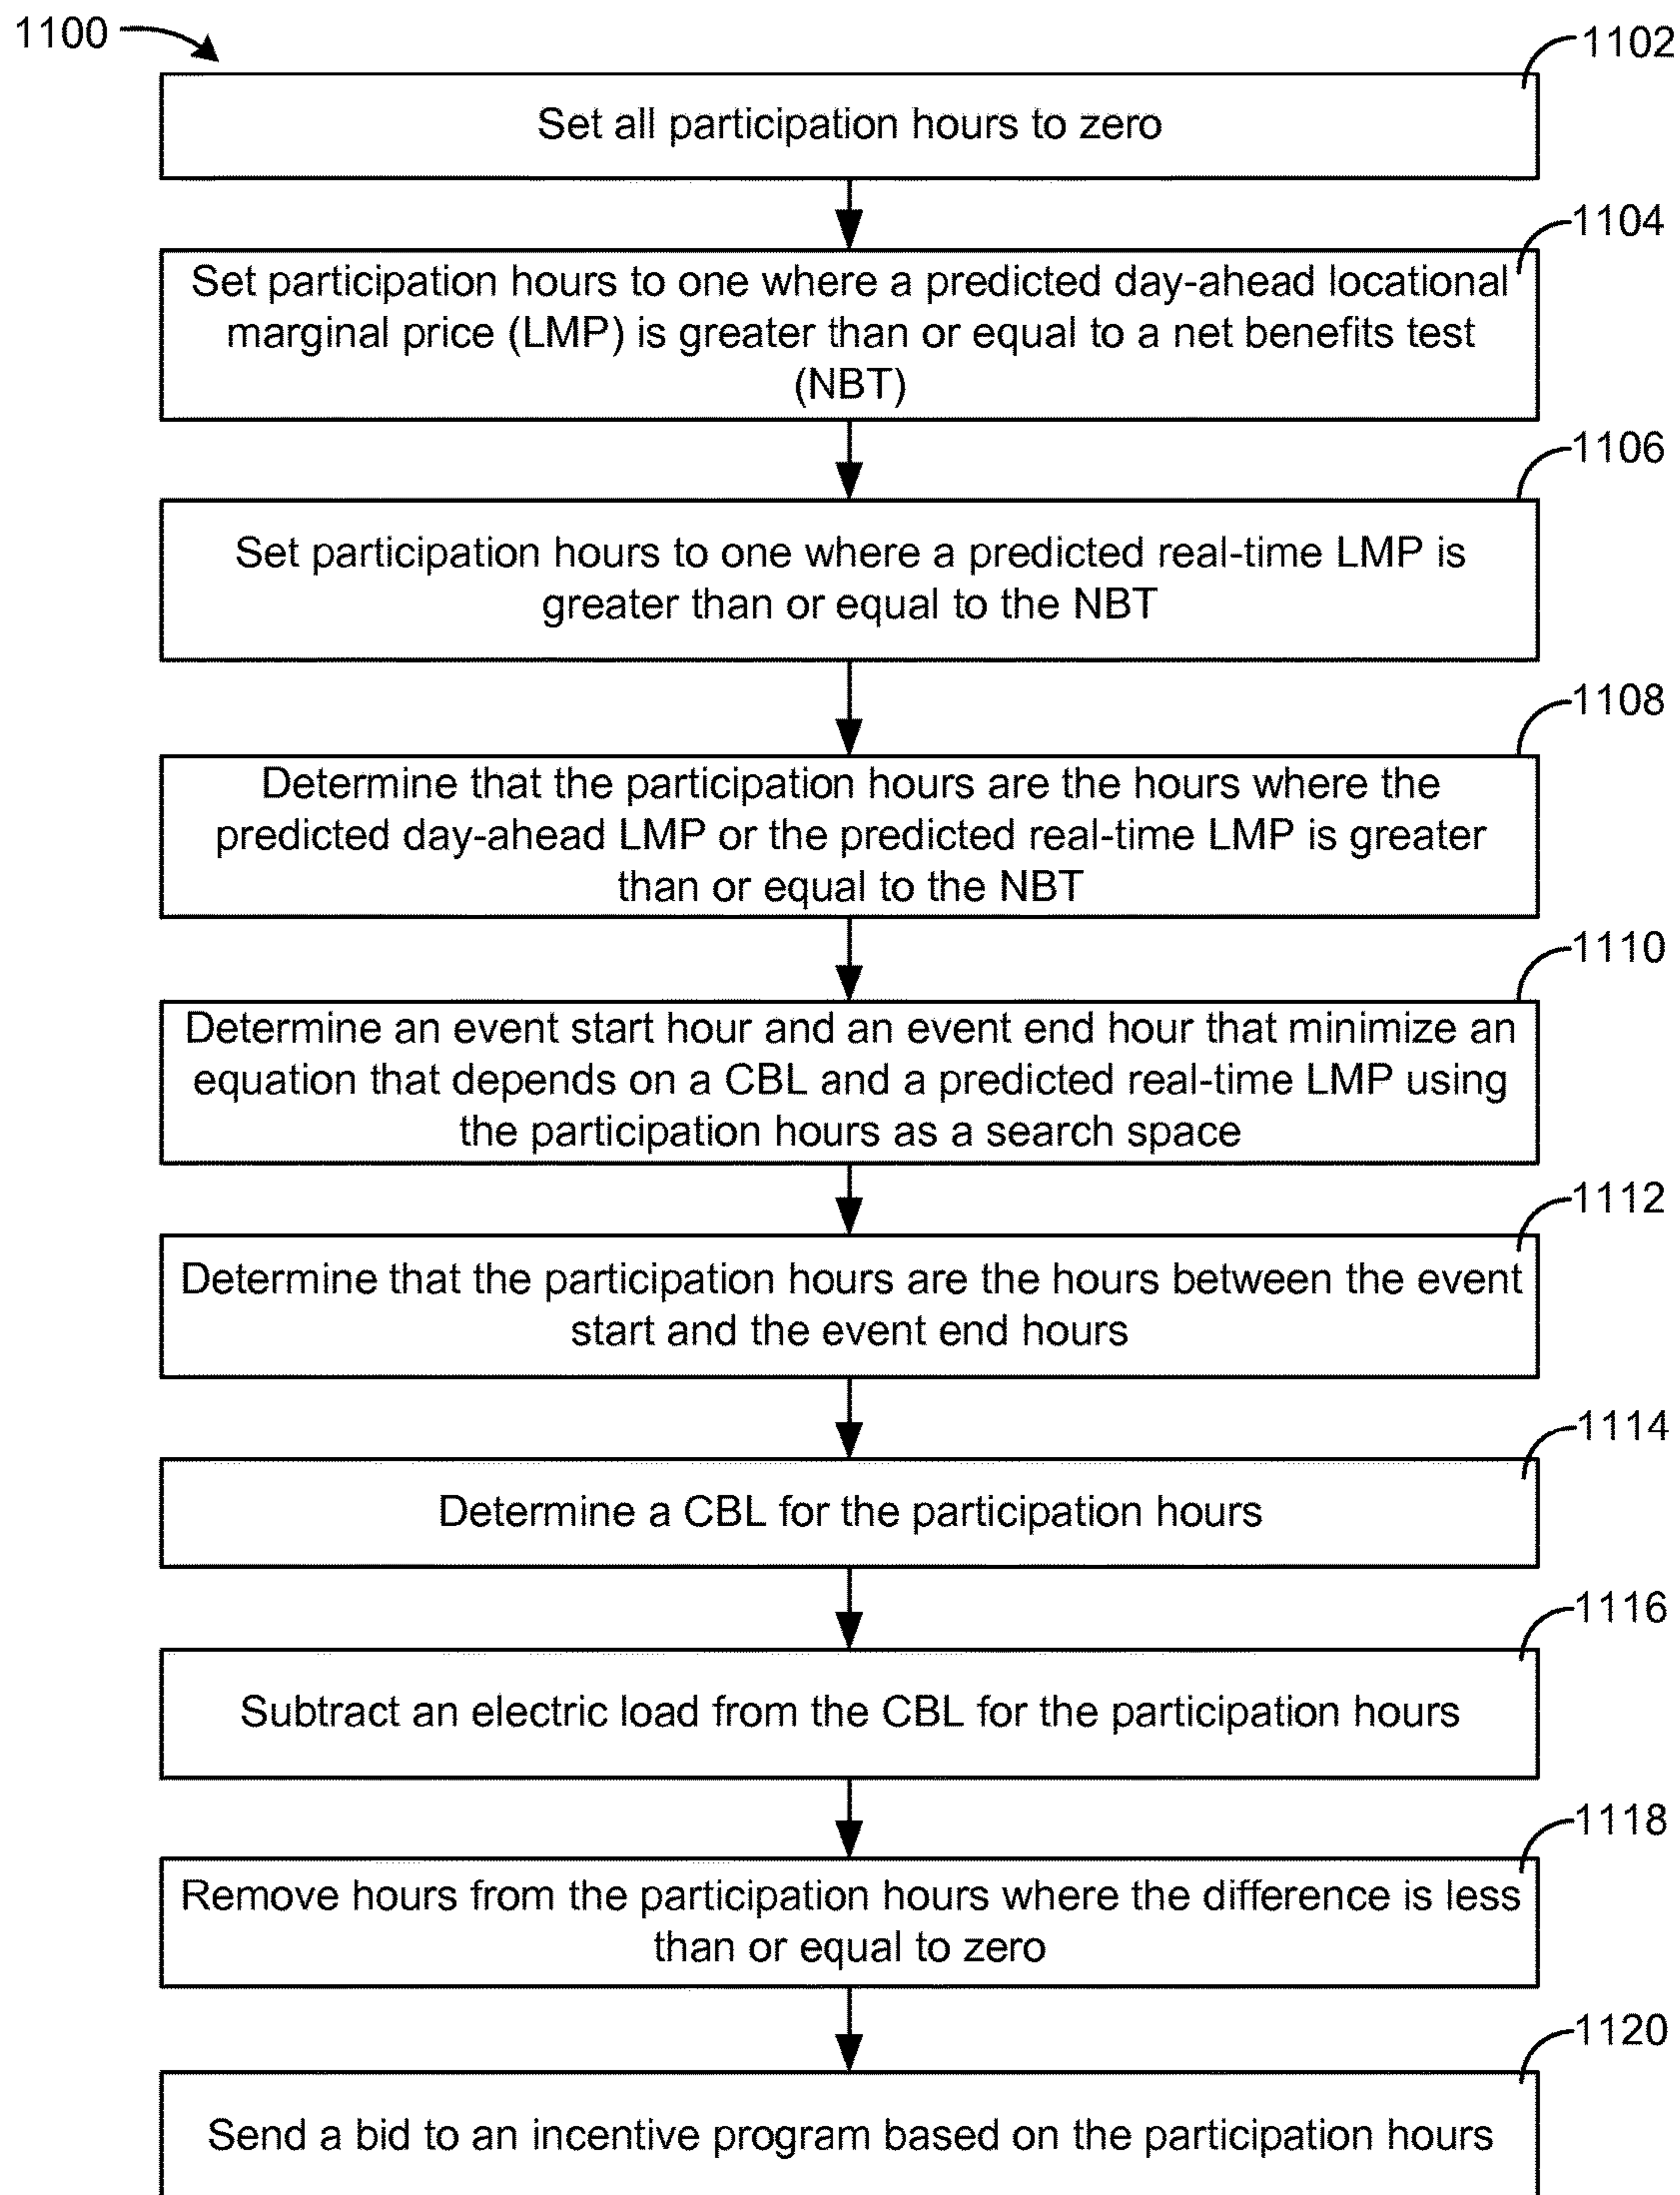 1100
1102
Set all participation hours to zero
1104
Set participation hours to one where a predicted day-ahead locational
marginal price (LMP) is greater than or equal to a net benefits test
(NBT)
1106
Set participation hours to one where a predicted real-time LMP is
greater than or equal to the NBT
1108
Determine that the participation hours are the hours where the
predicted day-ahead LMP or the predicted real-time LMP is greater
than or equal to the NBT
1110
Determine an event start hour and an event end hour that minimize an
equation that depends on a CBL and a predicted real-time LMP using
the participation hours as a search space
1112
Determine that the participation hours are the hours between the event
start and the event end hours
1114
Determine a CBL for the participation hours
1116
Subtract an electric load from the CBL for the participation hours
1118
Remove hours from the participation hours where the difference is less
than or equal to zero
1120
Send a bid to an incentive program based on the participation hours